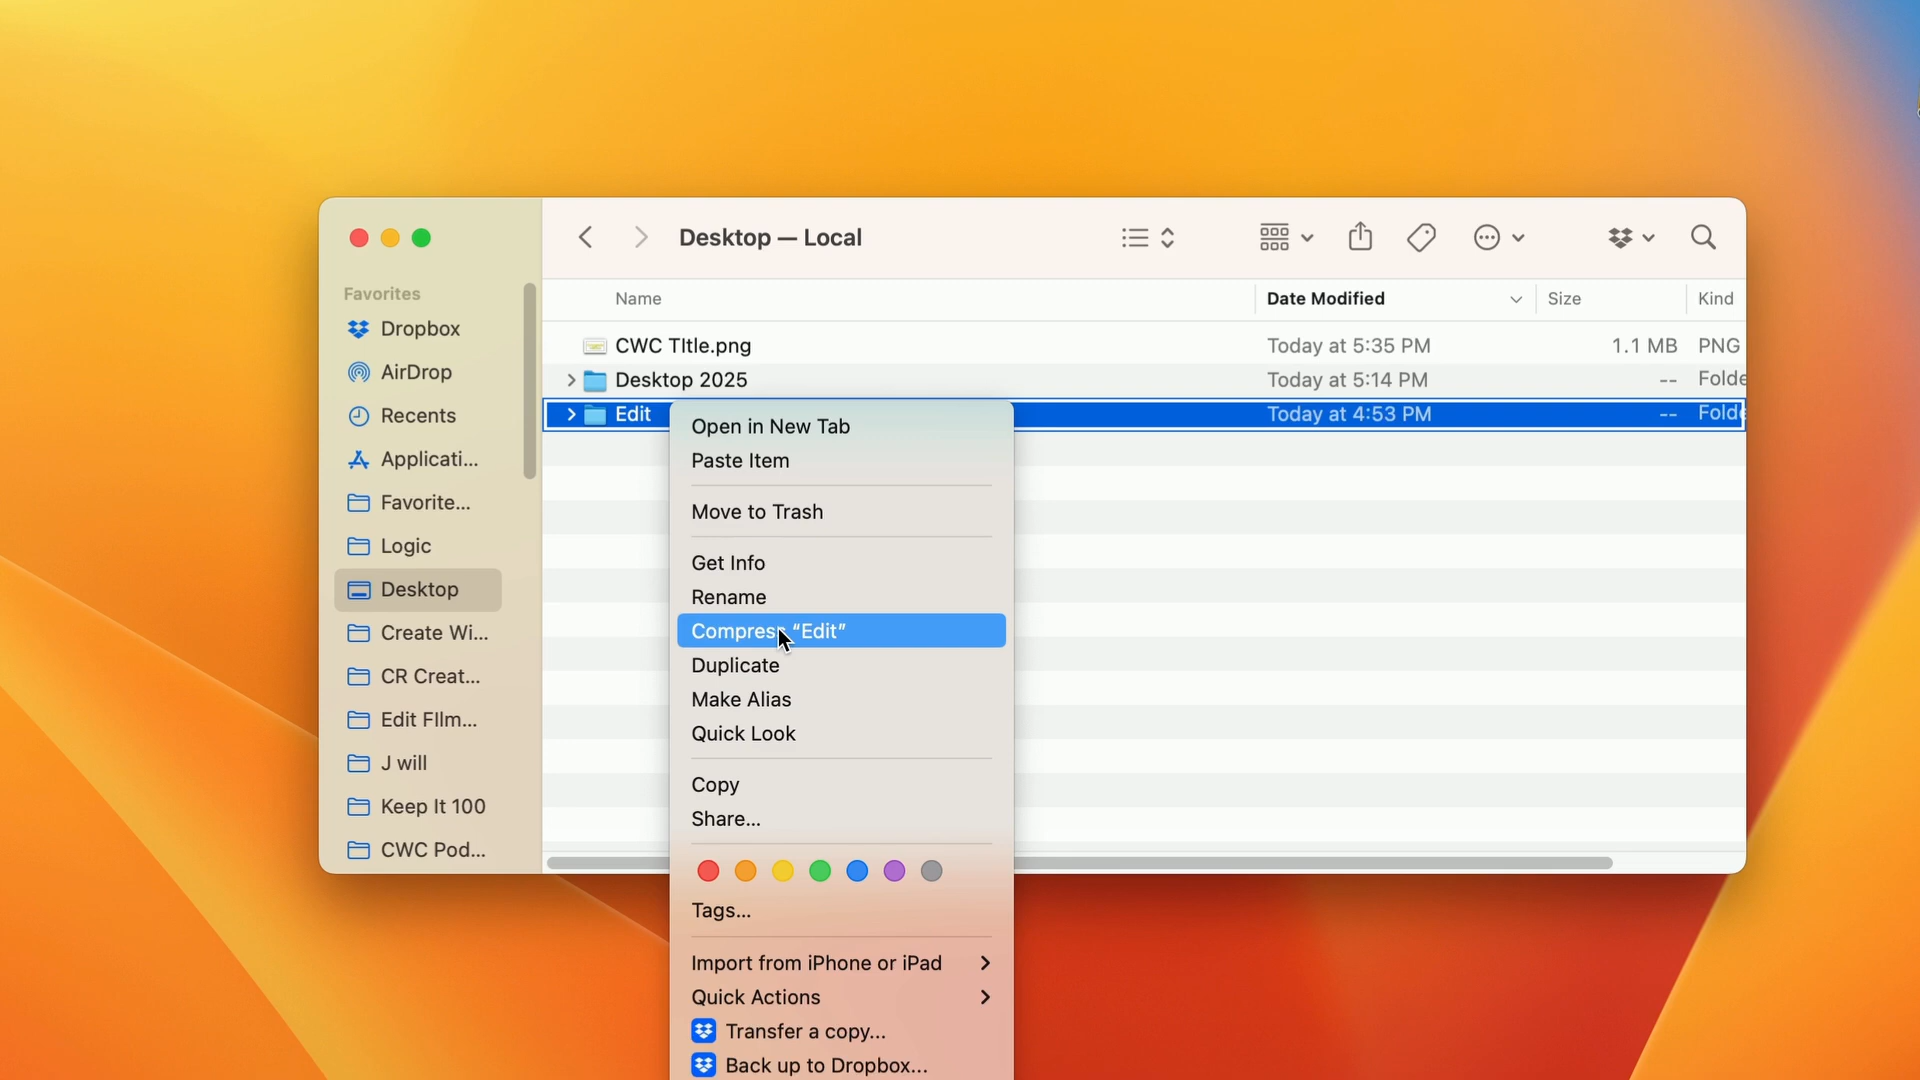 Desktop — Local
Favorites
Dropbox
AirDrop
Recents
Applicati...
Favorite...
Logic
Desktop
Create Wi...
CR Creat...
Edit FIlm...
J will
Keep It 100
CWC Pod...
Name Date Modified Size Kind
CWC TItle.png Today at 5:35 PM 1.1 MB PNG
Desktop 2025 Today at 5:14 PM -- Folde
Edit Today at 4:53 PM -- Folde
Open in New Tab
Paste Item
Move to Trash
Get Info
Rename
Compress “Edit”
Duplicate
Make Alias
Quick Look
Copy
Share...
Tags...
Import from iPhone or iPad
Quick Actions
Transfer a copy...
Back up to Dropbox...